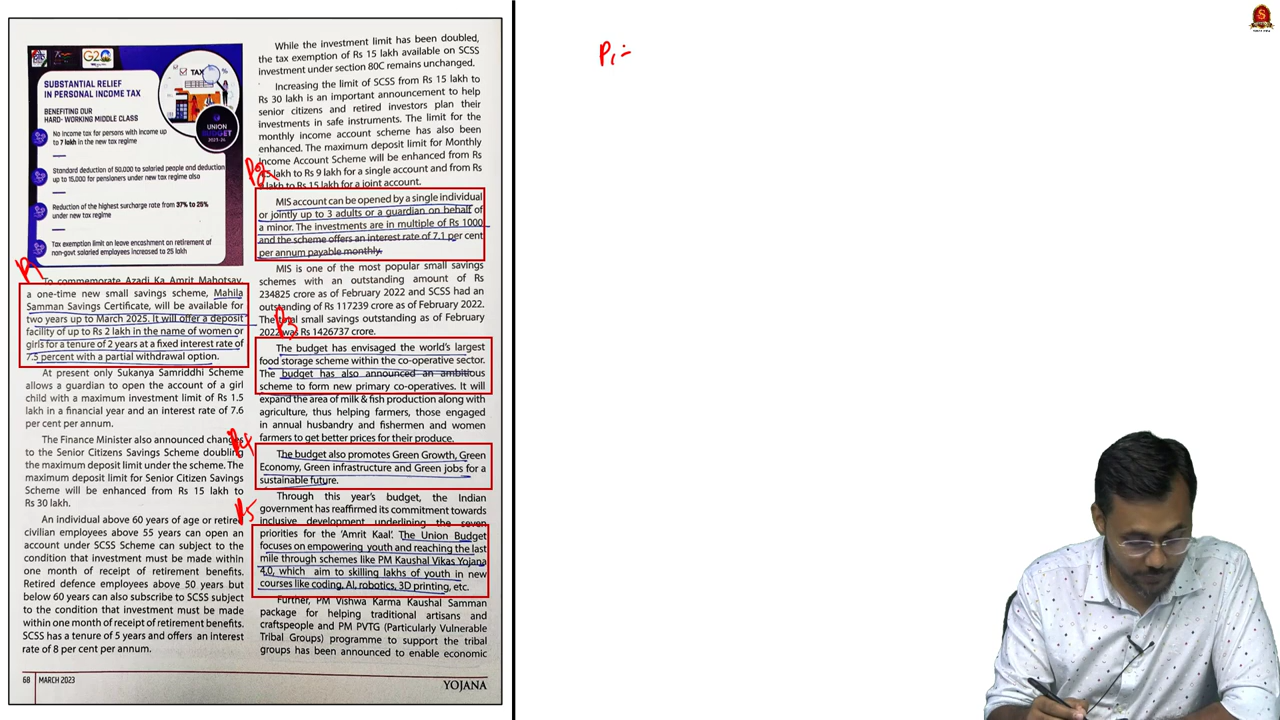 SUBSTANTIAL RELIEF
IN PERSONAL INCOME TAX
BENEFITING OUR
HARD- WORKING MIDDLE CLASS
TAX
UNION
BUDGET
2023-24
G20
No income tax for persons with income up
to 7 lakh in the new tax regime
Standard deduction of 50,000 to salaried people and deduction
up to 15,000 for pensioners under new tax regime also
Reduction of the highest surcharge rate from 37% to 25%
under new tax regime
Tax exemption limit on leave encashment on retirement of
non-govt salaried employees increased to 25 lakh
P1
To commemorate Azadi Ka Amrit Mahotsav,
a one-time new small savings scheme, Mahila
Samman Savings Certificate, will be available for
two years up to March 2025. It will offer a deposit
facility of up to Rs 2 lakh in the name of women or
girls for a tenure of 2 years at a fixed interest rate of
7.5 percent with a partial withdrawal option.
At present only Sukanya Samriddhi Scheme
allows a guardian to open the account of a girl
child with a maximum investment limit of Rs 1.5
lakh in a financial year and an interest rate of 7.6
per cent per annum.
The Finance Minister also announced changes
to the Senior Citizens Savings Scheme doubling
the maximum deposit limit under the scheme. The
maximum deposit limit for Senior Citizen Savings
Scheme will be enhanced from Rs 15 lakh to
Rs 30 lakh.
An individual above 60 years of age or retired
civilian employees above 55 years can open an
account under SCSS Scheme can subject to the
condition that investment must be made within
one month of receipt of retirement benefits.
Retired defence employees above 50 years but
below 60 years can also subscribe to SCSS subject
to the condition that investment must be made
within one month of receipt of retirement benefits.
SCSS has a tenure of 5 years and offers an interest
rate of 8 per cent per annum.
While the investment limit has been doubled,
the tax exemption of Rs 15 lakh available on SCSS
investment under section 80C remains unchanged.
Increasing the limit of SCSS from Rs 15 lakh to
Rs 30 lakh is an important announcement to help
senior citizens and retired investors plan their
investments in safe instruments. The limit for the
monthly income account scheme has also been
enhanced. The maximum deposit limit for Monthly
Income Account Scheme will be enhanced from Rs
lakh to Rs 9 lakh for a single account and from Rs
lakh to Rs 15 lakh for a joint account.
P2
MIS account can be opened by a single individual
or jointly up to 3 adults or a guardian on behalf of
a minor. The investments are in multiple of Rs 1000
and the scheme offers an interest rate of 7.1 per cent
per annum payable monthly.
MIS is one of the most popular small savings
schemes with an outstanding amount of Rs
234825 crore as of February 2022 and SCSS had an
outstanding of Rs 117239 crore as of February 2022.
The total small savings outstanding as of February
2022 was Rs 1426737 crore.
P3
The budget has envisaged the world's largest
food storage scheme within the co-operative sector.
The budget has also announced an ambitious
scheme to form new primary co-operatives. It will
expand the area of milk & fish production along with
agriculture, thus helping farmers, those engaged
in annual husbandry and fishermen and women
farmers to get better prices for their produce.
P4
The budget also promotes Green Growth, Green
Economy, Green infrastructure and Green jobs for a
sustainable future.
Through this year's budget, the Indian
government has reaffirmed its commitment towards
inclusive development underlining the seven
priorities for the 'Amrit Kaal'. The Union Budget
P5
focuses on empowering youth and reaching the last
mile through schemes like PM Kaushal Vikas Yojana
4.0, which aim to skilling lakhs of youth in new
courses like coding, AI, robotics, 3D printing, etc.
Further, PM Vishwa Karma Kaushal Samman
package for helping traditional artisans and
craftspeople and PM PVTG (Particularly Vulnerable
Tribal Groups) programme to support the tribal
groups has been announced to enable economic
68 MARCH 2023
YOJANA
P1:-